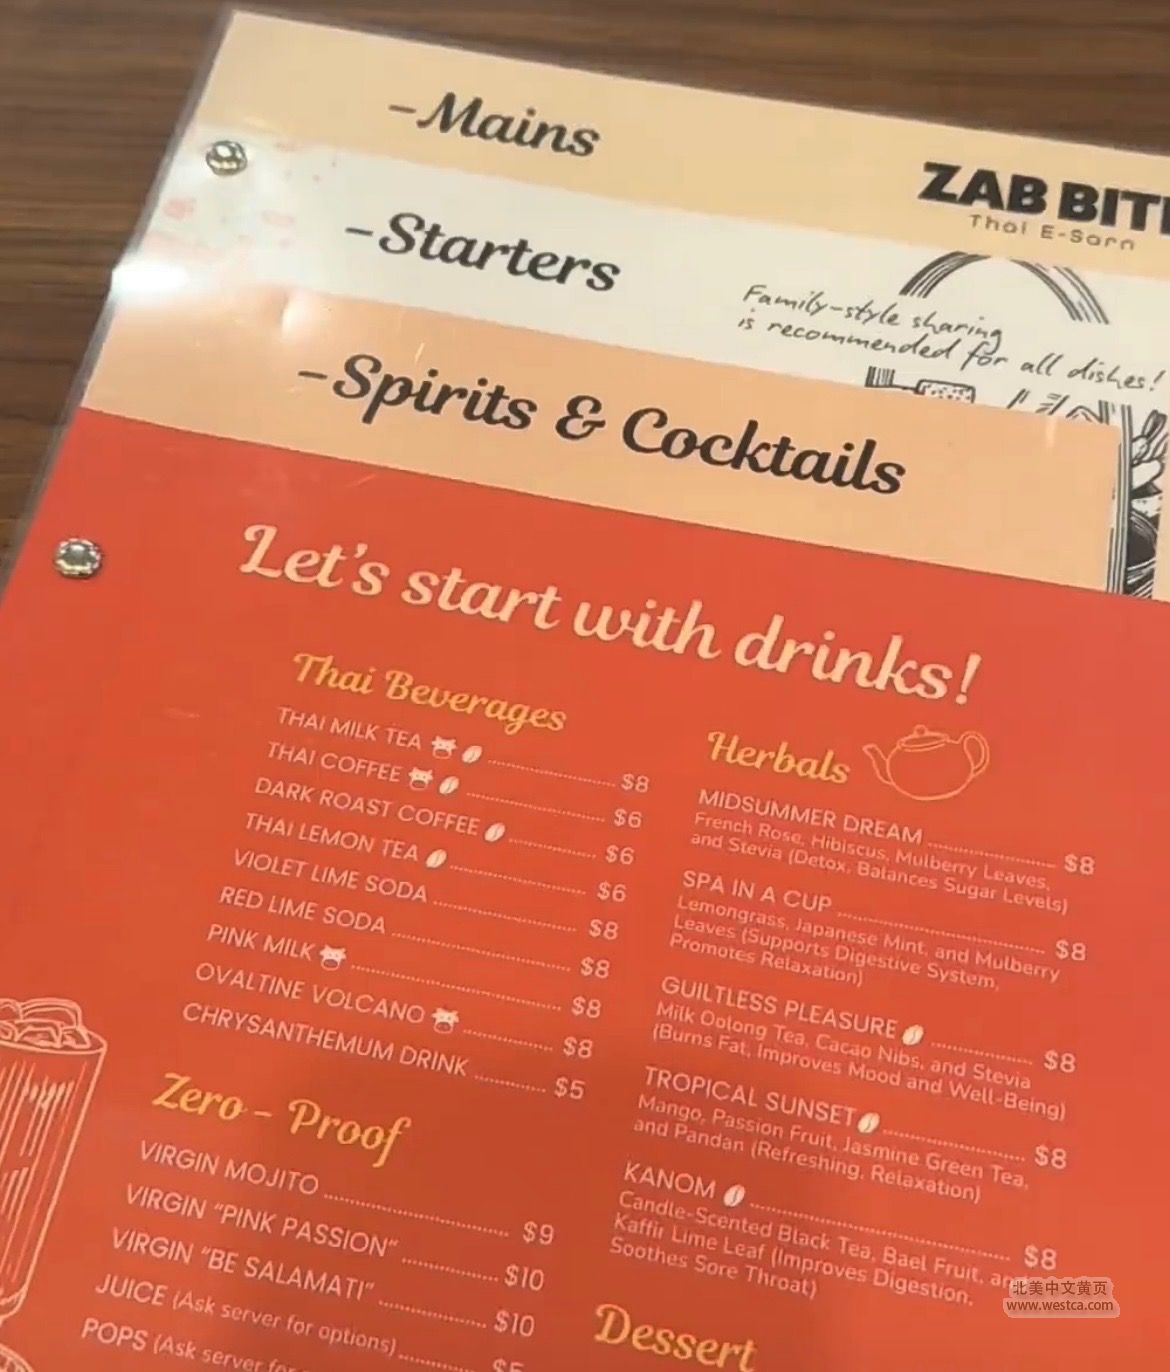 -Mains
ZAB BIT
Thai E-Sarn
-Starters
Family-style sharing
is recommended for all dishes!
-Spirits & Cocktails
Let's start with drinks!
Thai Beverages
THAI MILK TEA $8
THAI COFFEE $6
DARK ROAST COFFEE $6
THAI LEMON TEA $6
VIOLET LIME SODA $8
RED LIME SODA $8
PINK MILK $8
OVALTINE VOLCANO $8
CHRYSANTHEMUM DRINK $5
Zero - Proof
VIRGIN MOJITO $9
VIRGIN "PINK PASSION" $10
VIRGIN "BE SALAMATI" $10
JUICE (Ask server for options) $5
POPS (Ask server for
Herbals
MIDSUMMER DREAM $8
French Rose, Hibiscus, Mulberry Leaves,
and Stevia (Detox, Balances Sugar Levels)
SPA IN A CUP $8
Lemongrass, Japanese Mint, and Mulberry
Leaves (Supports Digestive System,
Promotes Relaxation)
GUILTLESS PLEASURE $8
Milk Oolong Tea, Cacao Nibs, and Stevia
(Burns Fat, Improves Mood and Well-Being)
TROPICAL SUNSET $8
Mango, Passion Fruit, Jasmine Green Tea,
and Pandan (Refreshing, Relaxation)
KANOM $8
Candle-Scented Black Tea, Bael Fruit,
Kaffir Lime Leaf (Improves Digestion,
Soothes Sore Throat)
Dessert
北美中文黄页
www.westca.com